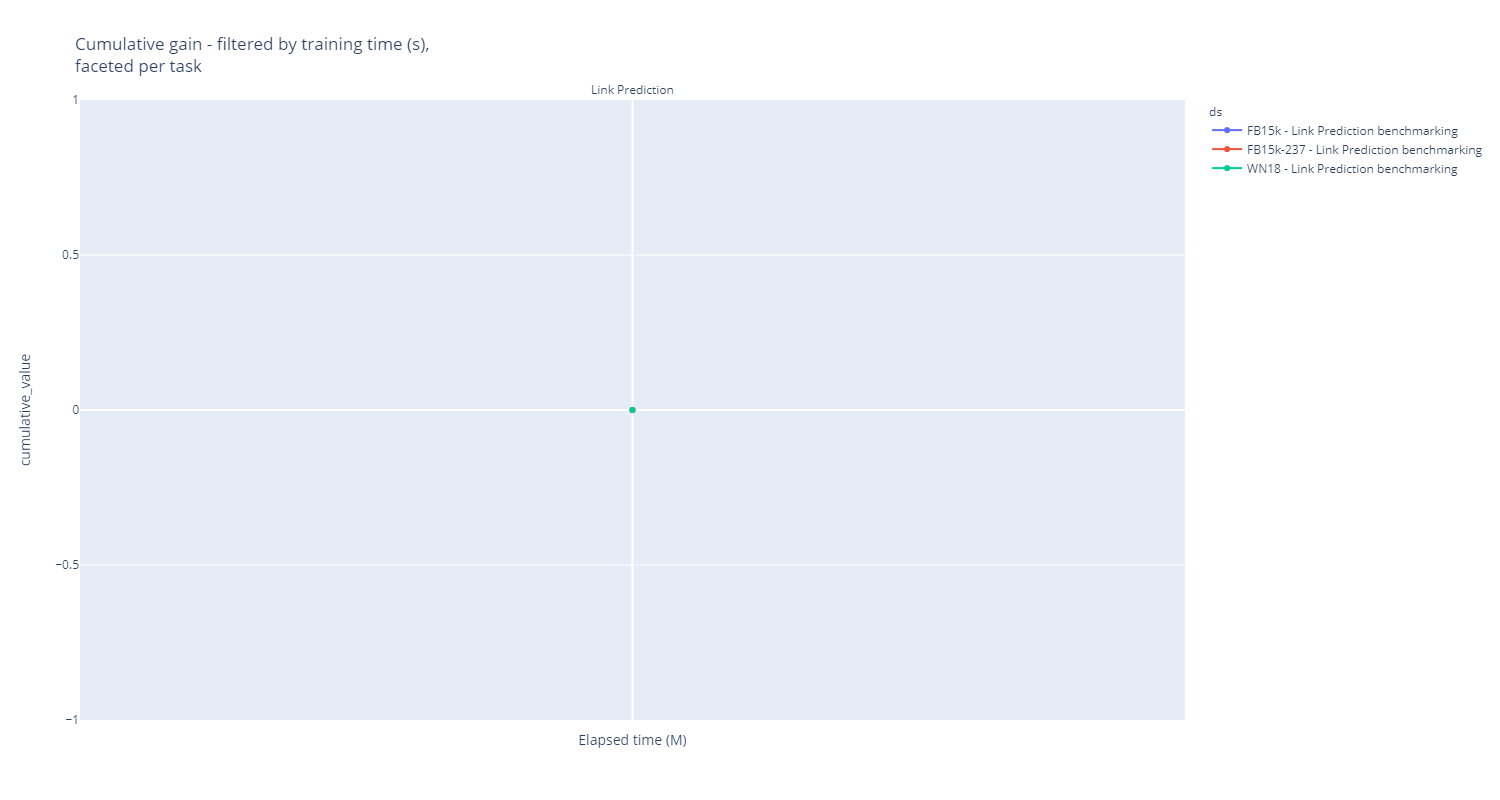 Cumulative gain - filtered by training time (s),
faceted per task
Link Prediction
1
0.5
0
−0.5
−1
cumulative_value
Elapsed time (M)
ds
FB15k - Link Prediction benchmarking
FB15k-237 - Link Prediction benchmarking
WN18 - Link Prediction benchmarking